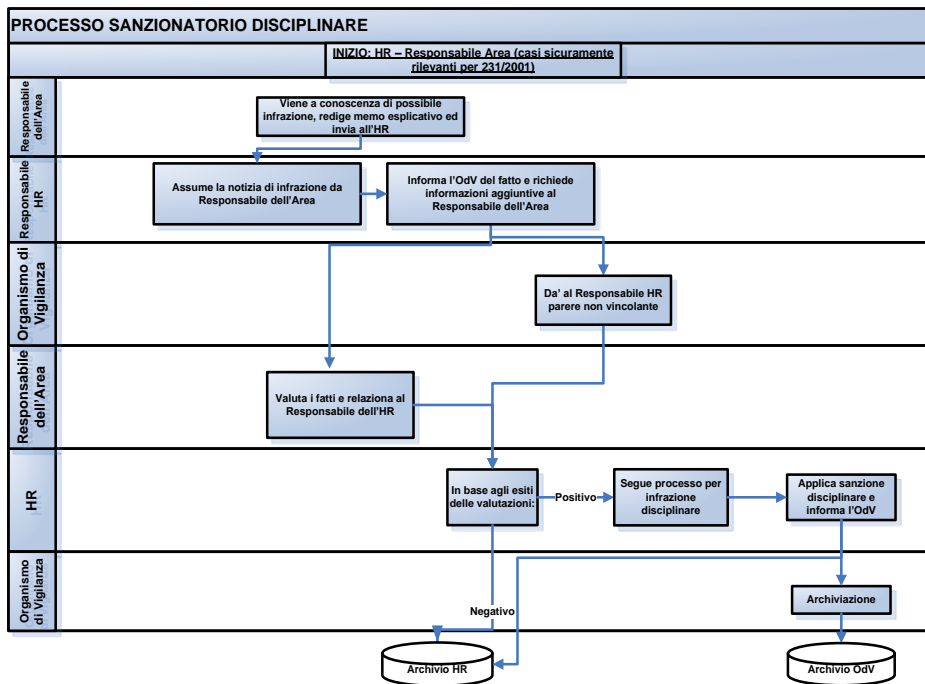 PROCESSO SANZIONATORIO DISCIPLINARE
INIZIO: HR – Responsabile Area (casi sicuramente
rilevanti per 231/2001)
Responsabile
dell'Area
Viene a conoscenza di possibile
infrazione, redige memo esplicativo ed
invia all'HR
Responsabile
HR
Assume la notizia di infrazione da
Responsabile dell'Area
Informa l'OdV del fatto e richiede
informazioni aggiuntive al
Responsabile dell'Area
Organismo di
Vigilanza
Da' al Responsabile HR
parere non vincolante
Responsabile
dell'Area
Valuta i fatti e relaziona al
Responsabile dell'HR
HR
In base agli esiti
delle valutazioni:
Positivo
Segue processo per
infrazione
disciplinare
Applica sanzione
disciplinare e
informa l'OdV
Organismo
di Vigilanza
Negativo
Archiviazione
Archivio HR
Archivio OdV